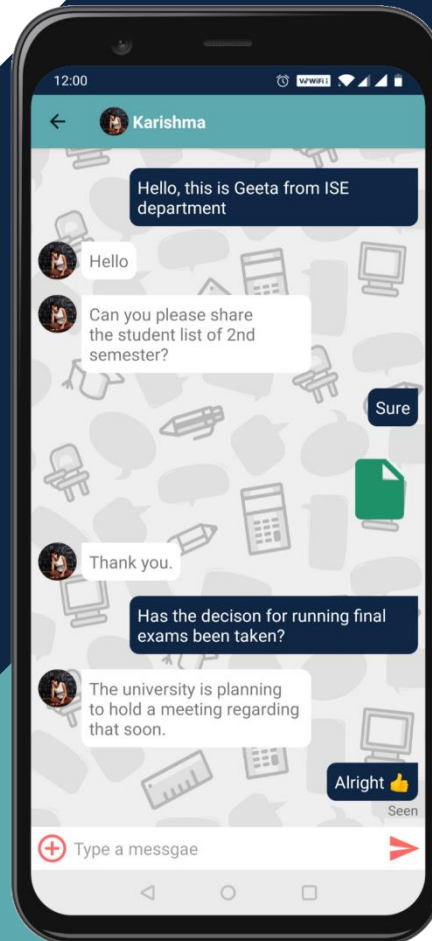 12:00
VoWiFi
Karishma
Hello, this is Geeta from ISE
department
Hello
Can you please share
the student list of 2nd
semester?
Sure
Thank you.
Has the decison for running final
exams been taken?
The university is planning
to hold a meeting regarding
that soon.
Alright 👍
Seen
Type a messgae